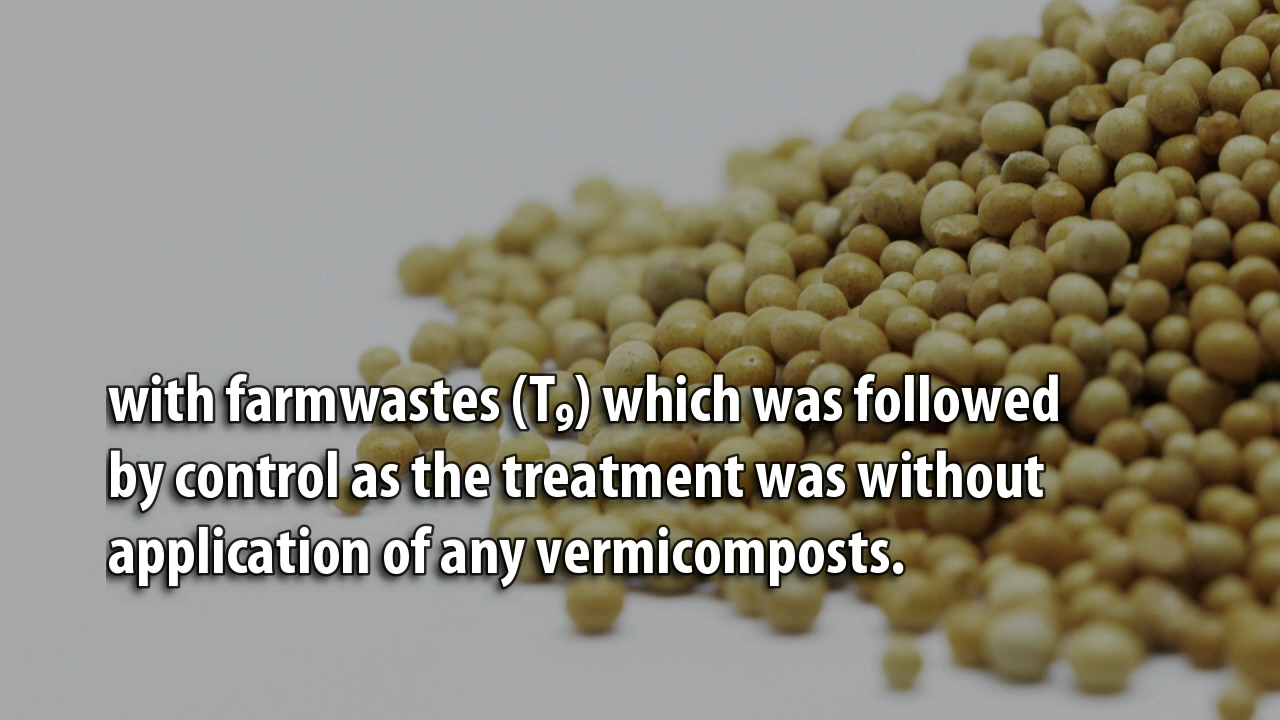 with farmwastes (T₉) which was followed
by control as the treatment was without
application of any vermicomposts.